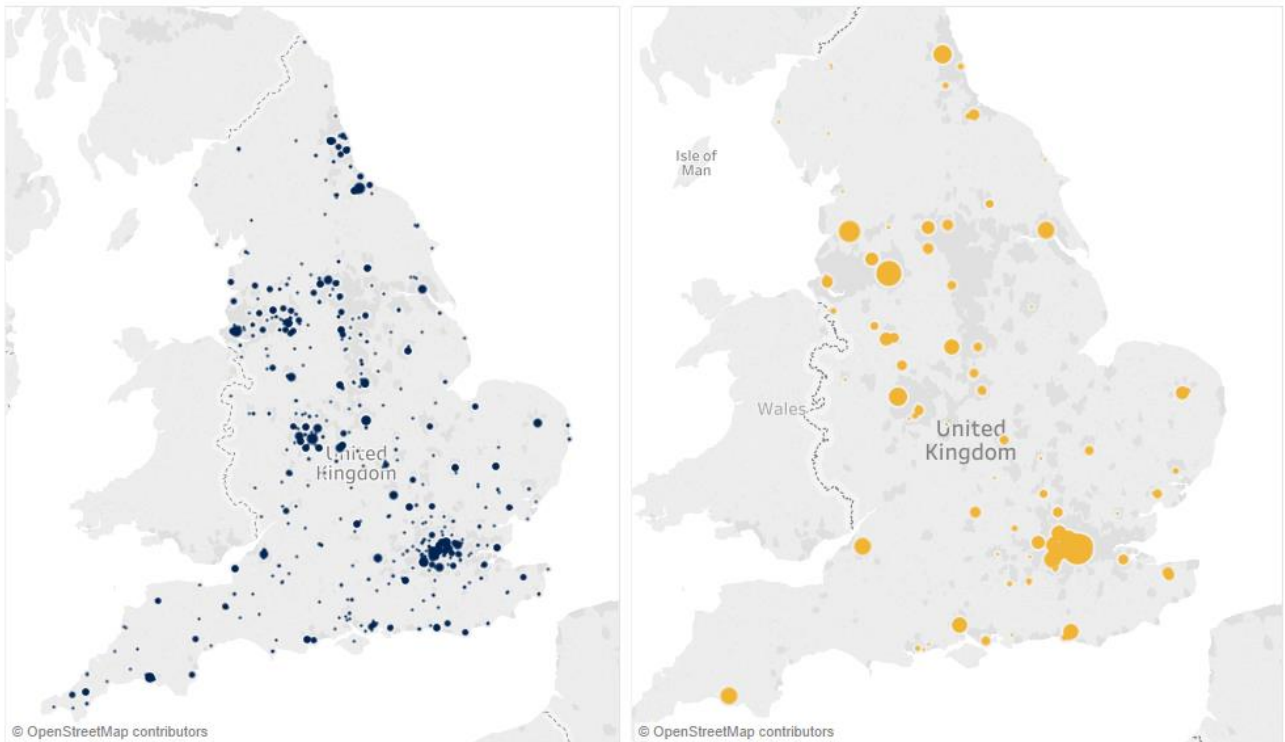 United
Kingdom
© OpenStreetMap contributors
Isle of
Man
Wales
United
Kingdom
© OpenStreetMap contributors